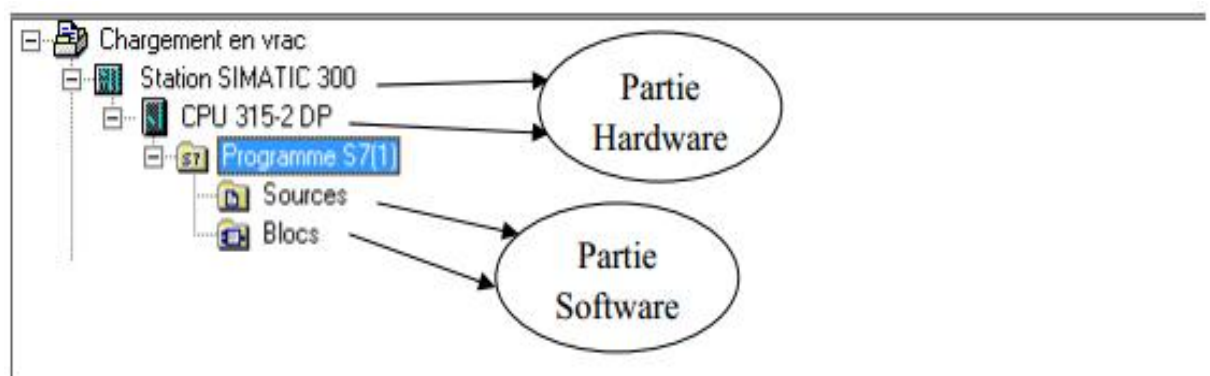 Chargement en vrac
Station SIMATIC 300
CPU 315-2 DP
Programme S7(1)
Sources
Blocs
Partie
Hardware
Partie
Software